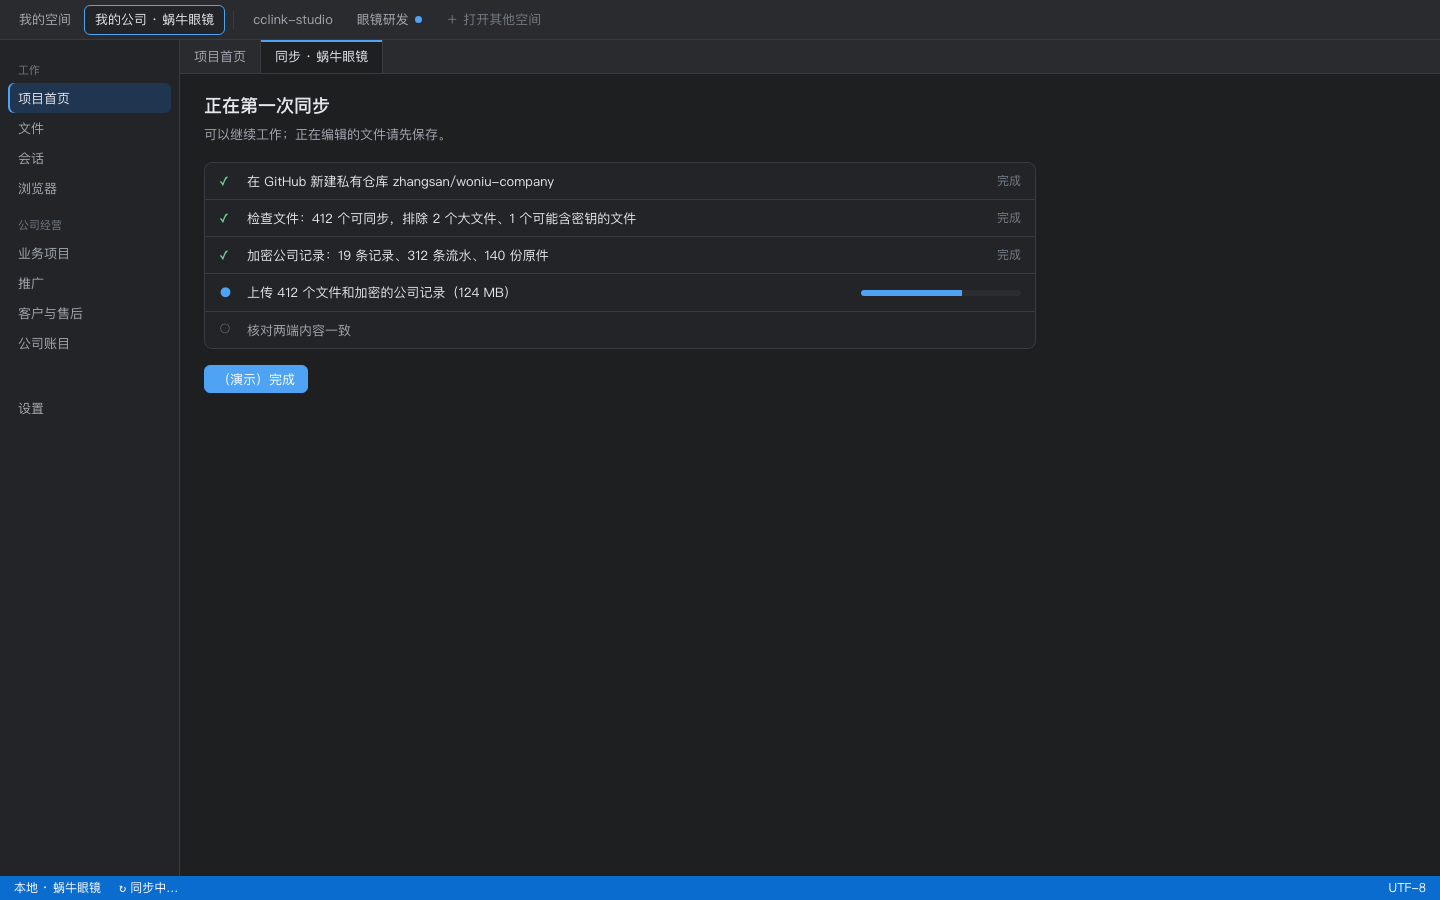 我的空间 我的公司 · 蜗牛眼镜 cclink-studio 眼镜研发 + 打开其他空间
项目首页 同步 · 蜗牛眼镜
工作
项目首页
文件
会话
浏览器
公司经营
业务项目
推广
客户与售后
公司账目
设置
正在第一次同步
可以继续工作；正在编辑的文件请先保存。
✓ 在 GitHub 新建私有仓库 zhangsan/woniu-company 完成
✓ 检查文件：412 个可同步，排除 2 个大文件、1 个可能含密钥的文件 完成
✓ 加密公司记录：19 条记录、312 条流水、140 份原件 完成
上传 412 个文件和加密的公司记录（124 MB）
核对两端内容一致
（演示）完成
本地 · 蜗牛眼镜 ↻ 同步中... UTF-8